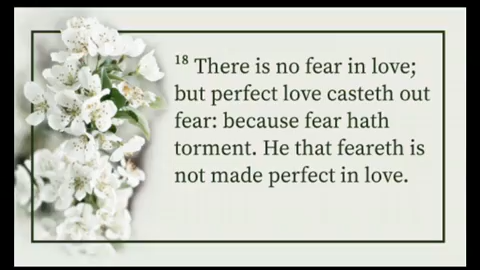 18 There is no fear in love;
but perfect love casteth out
fear: because fear hath
torment. He that feareth is
not made perfect in love.